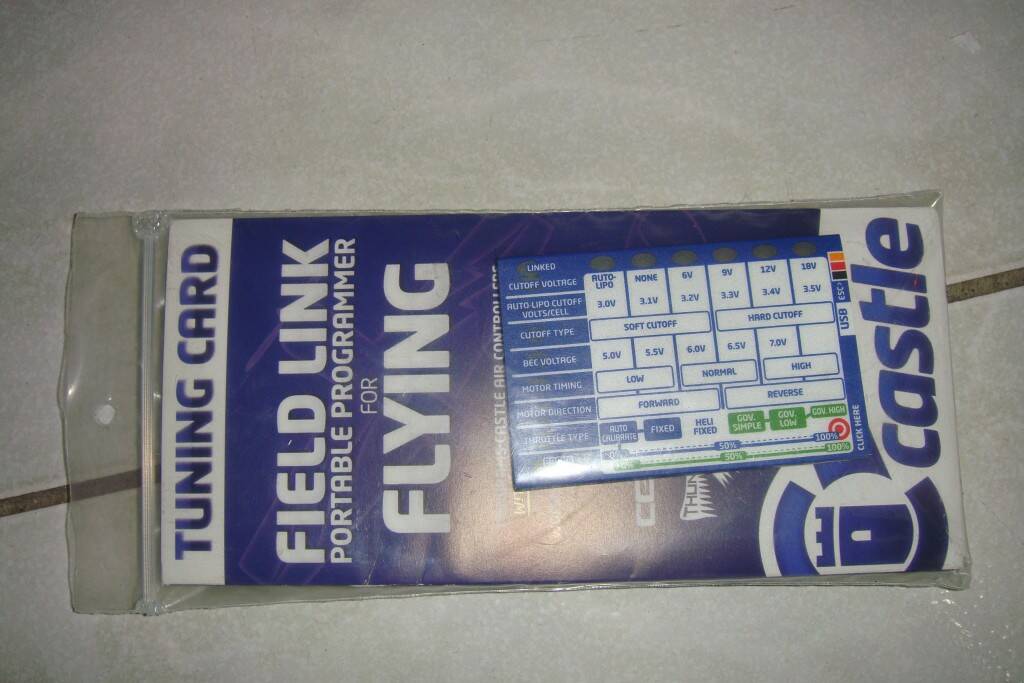 TUNING CARD
FIELD LINK
PORTABLE PROGRAMMER
FOR
FLYING
CASTLE AIR CONTROLLERS
castle
LINKED
CUTOFF VOLTAGE AUTO-LIPO NONE 6V 9V 12V 18V
AUTO LIPO CUTOFF VOLTS/CELL 3.0V 3.1V 3.2V 3.3V 3.4V 3.5V
CUTOFF TYPE SOFT CUTOFF HARD CUTOFF
BEC VOLTAGE 5.0V 5.5V 6.0V 6.5V 7.0V
MOTOR TIMING LOW NORMAL HIGH
MOTOR DIRECTION FORWARD REVERSE
THROTTLE TYPE AUTO CALIBRATE FIXED HELI FIXED GOV. SIMPLE GOV. LOW GOV. HIGH
0% 50% 100%
50% 100%
ESC>
USB
CLICK HERE